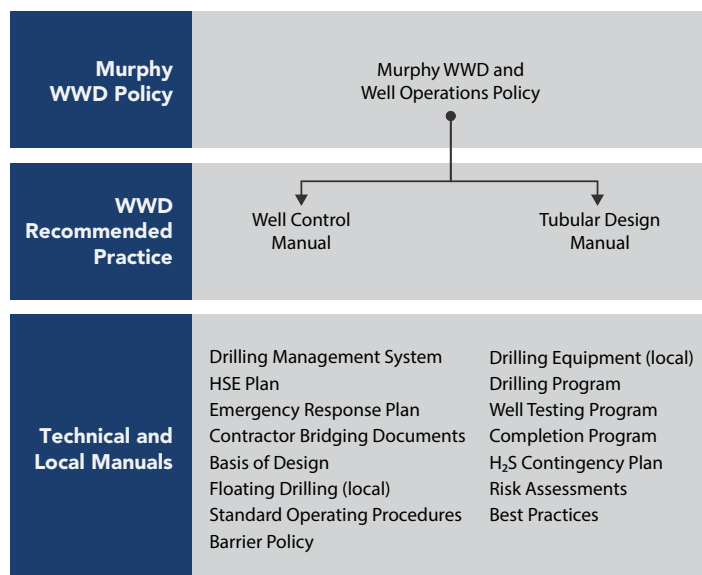 Murphy
WWD Policy
Murphy WWD and
Well Operations Policy
WWD
Recommended
Practice
Well Control
Manual
Tubular Design
Manual
Technical and
Local Manuals
Drilling Management System
HSE Plan
Emergency Response Plan
Contractor Bridging Documents
Basis of Design
Floating Drilling (local)
Standard Operating Procedures
Barrier Policy
Drilling Equipment (local)
Drilling Program
Well Testing Program
Completion Program
H₂S Contingency Plan
Risk Assessments
Best Practices